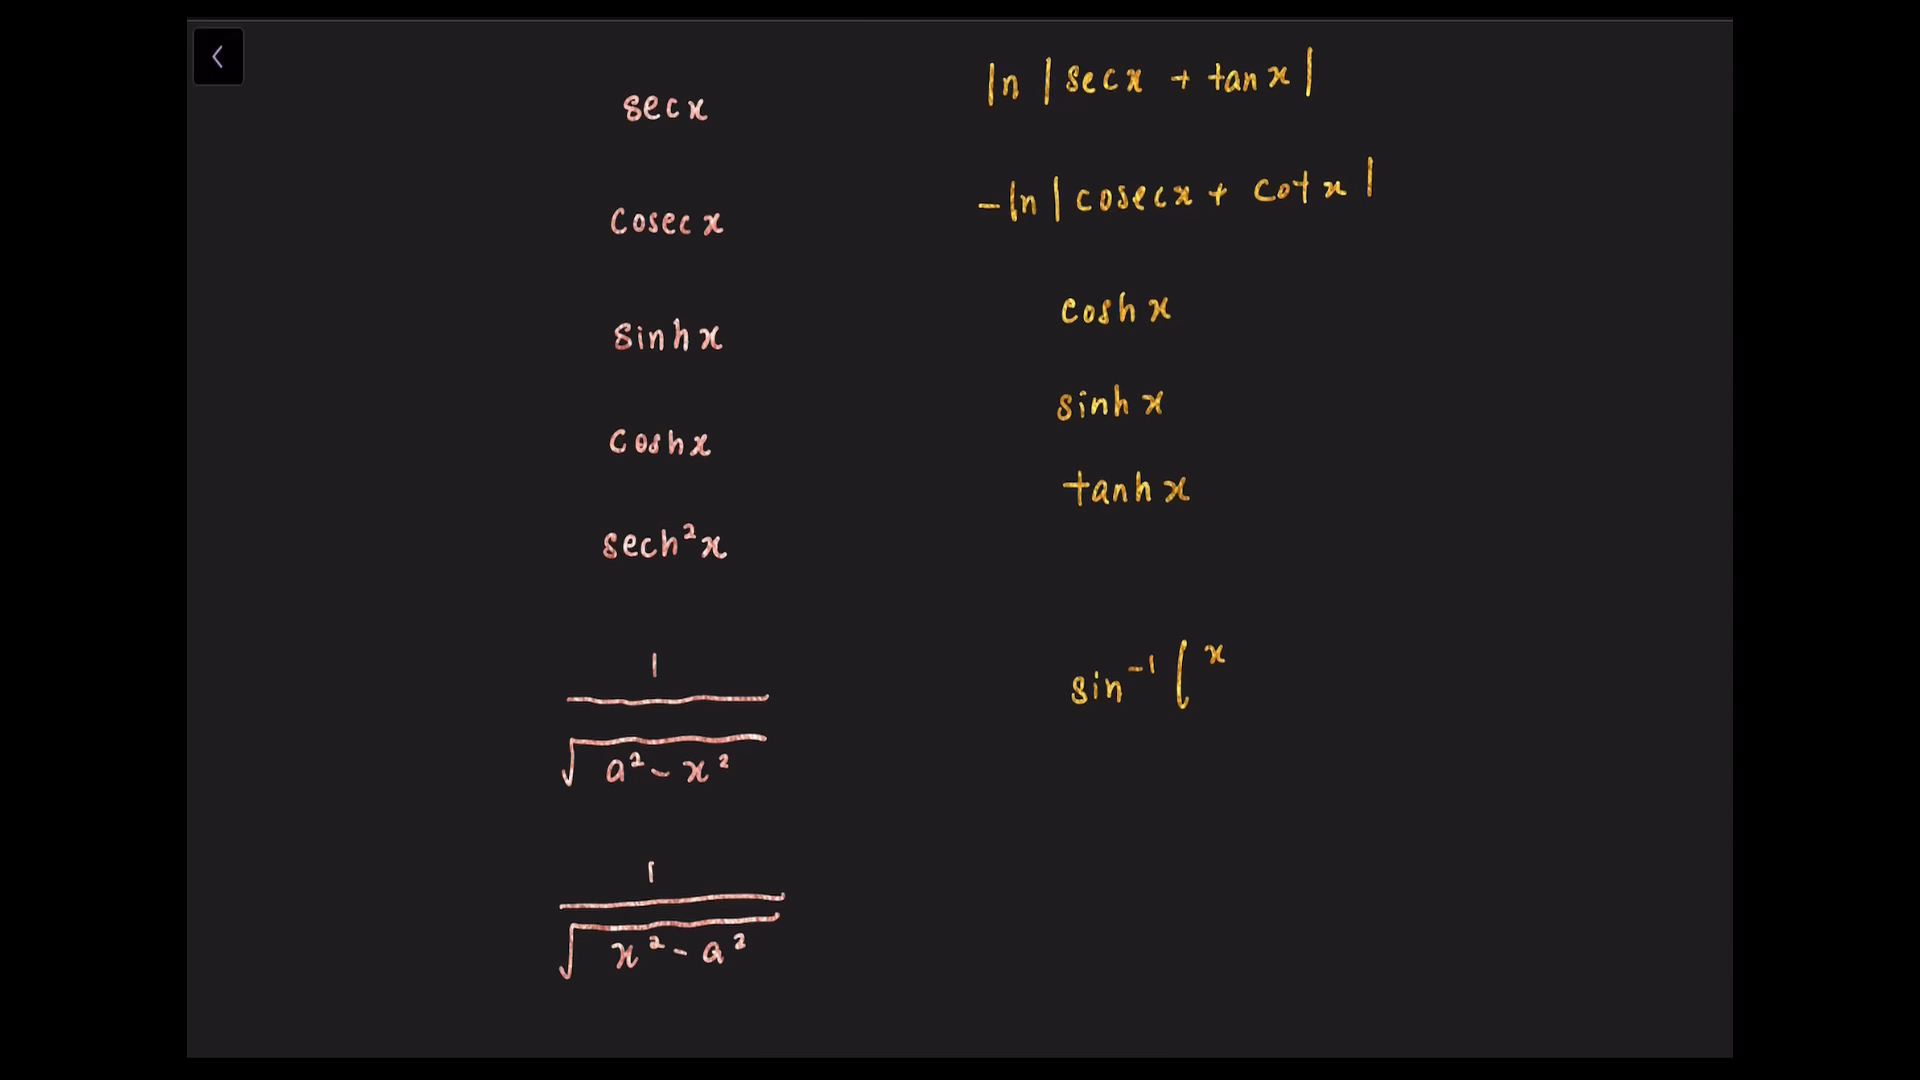 sec x ln | sec x + tan x |
cosec x -ln | cosec x + cot x |
sinh x cosh x
cosh x sinh x
sech² x tanh x
1 / √(a² - x²) sin⁻¹ ( x
1 / √(x² - a²)